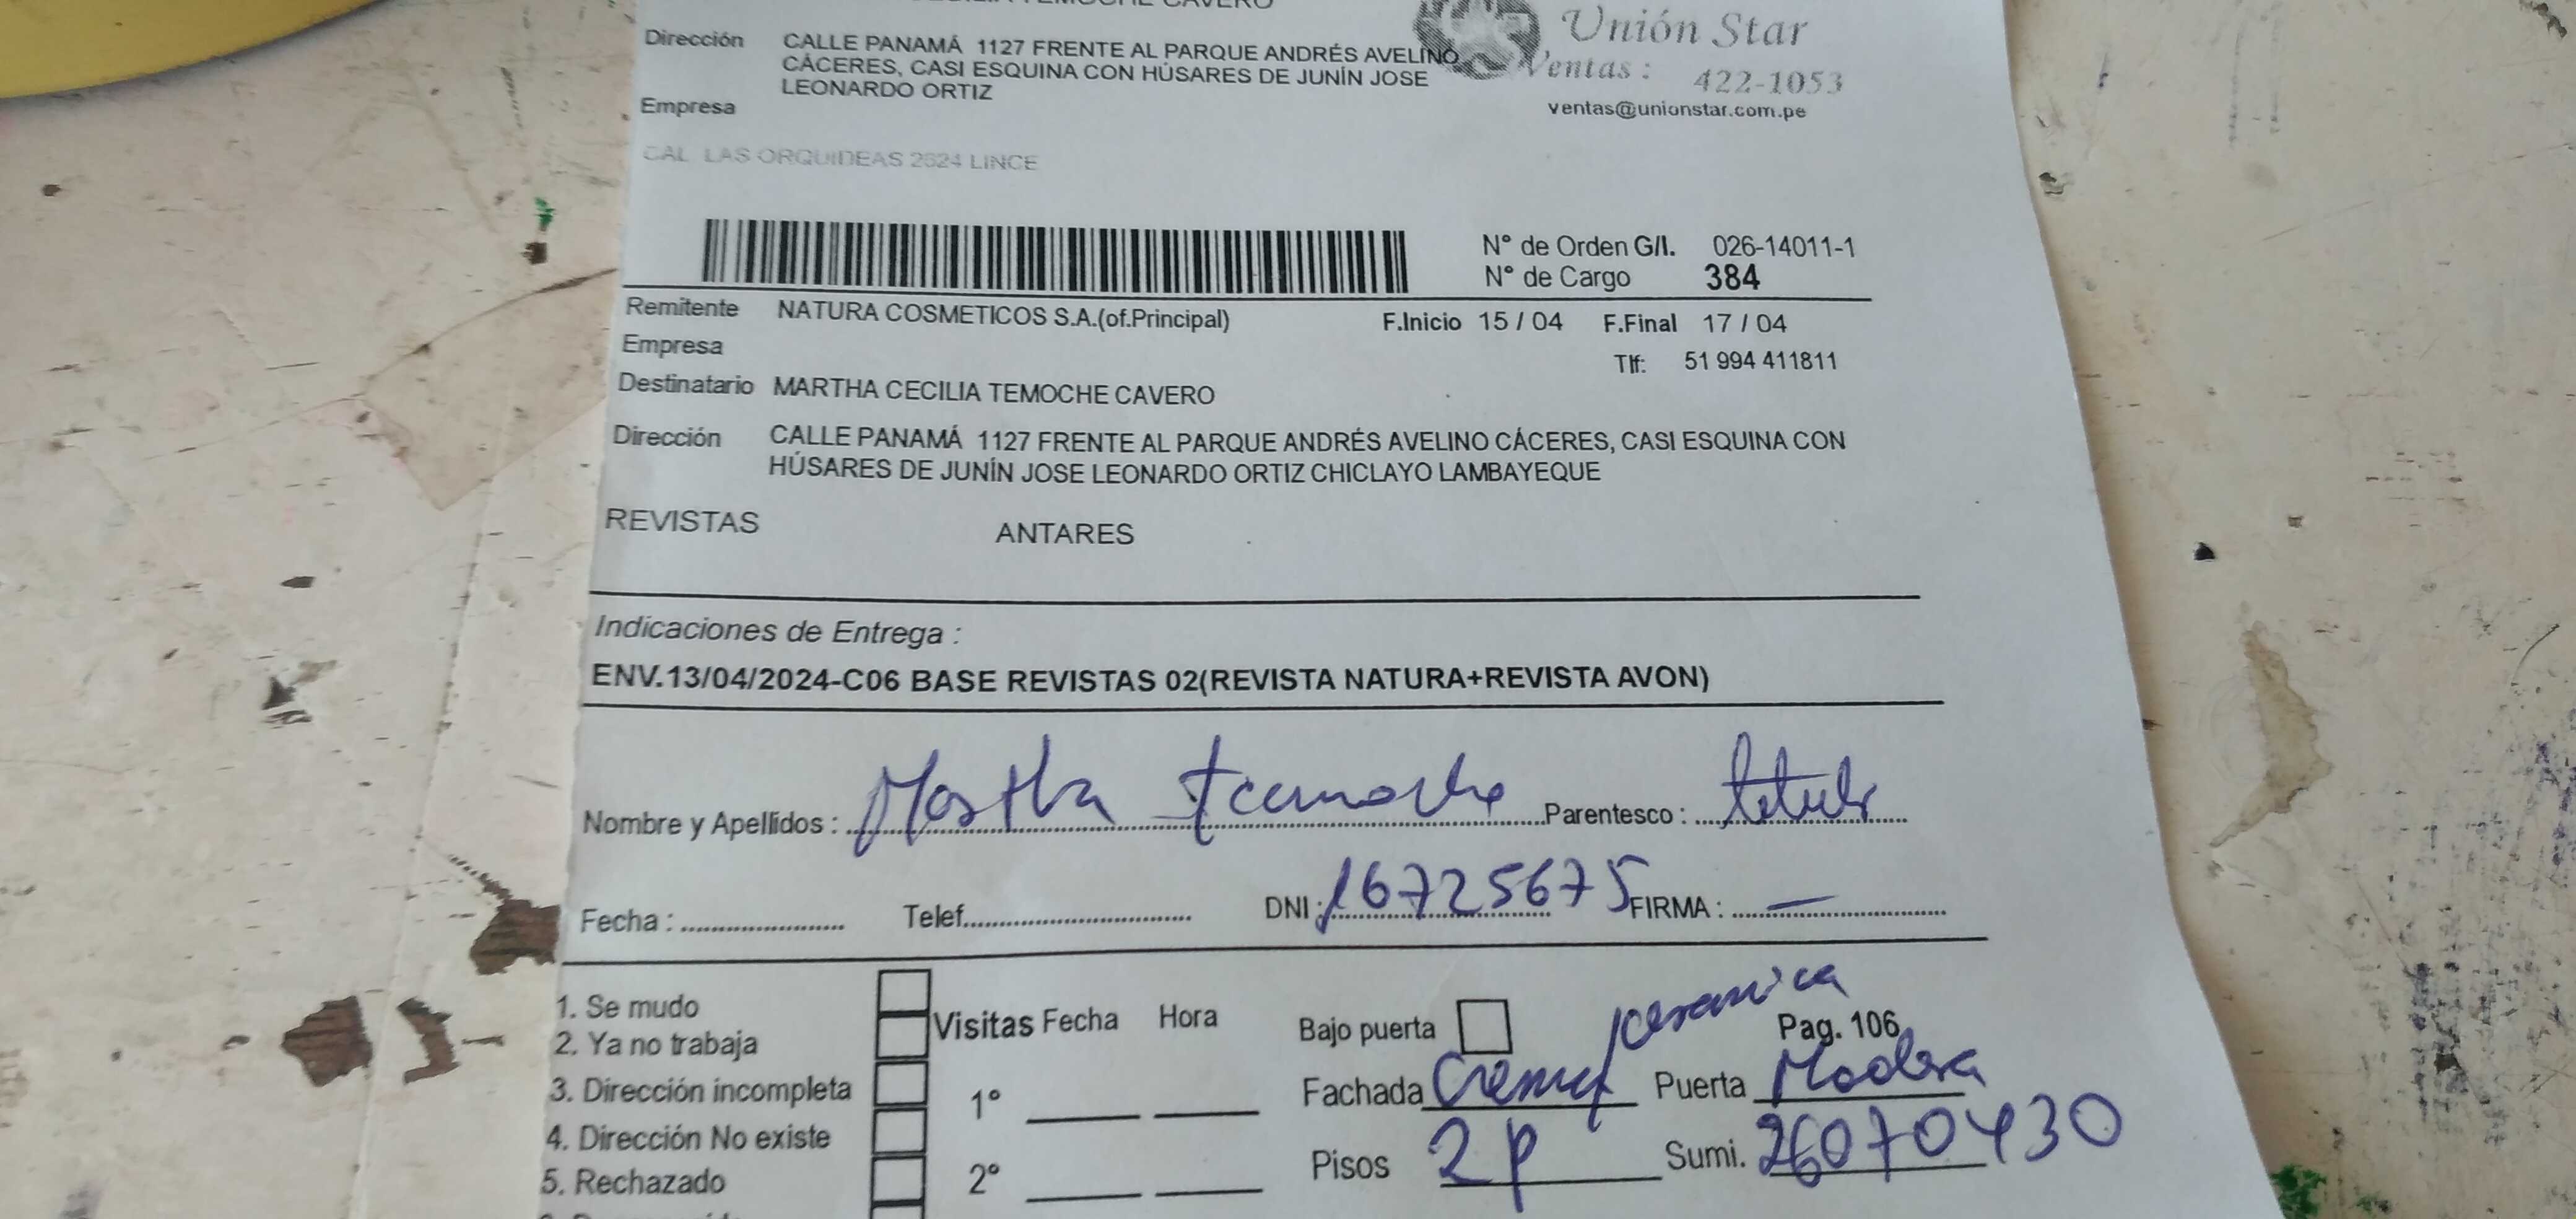 Dirección CALLE PANAMÁ 1127 FRENTE AL PARQUE ANDRÉS AVELINO
CÁCERES, CASI ESQUINA CON HÚSARES DE JUNÍN JOSE
LEONARDO ORTIZ
Empresa
Unión Star
Ventas : 422-1053
ventas@unionstar.com.pe
CAL LAS ORQUIDEAS 2624 LINCE
N° de Orden G/I. 026-14011-1
N° de Cargo 384
Remitente NATURA COSMETICOS S.A.(of.Principal) F.Inicio 15 / 04 F.Final 17 / 04
Empresa
Tlf: 51 994 411811
Destinatario MARTHA CECILIA TEMOCHE CAVERO
Dirección CALLE PANAMÁ 1127 FRENTE AL PARQUE ANDRÉS AVELINO CÁCERES, CASI ESQUINA CON
HÚSARES DE JUNÍN JOSE LEONARDO ORTIZ CHICLAYO LAMBAYEQUE
REVISTAS ANTARES
Indicaciones de Entrega :
ENV.13/04/2024-C06 BASE REVISTAS 02(REVISTA NATURA+REVISTA AVON)
Nombre y Apellidos : Martha temoche Parentesco : titular
Fecha : Telef. DNI : 16725675 FIRMA : —
1. Se mudo
2. Ya no trabaja
3. Dirección incompleta
4. Dirección No existe
5. Rechazado
Visitas Fecha Hora
1°
2°
Bajo puerta Pag. 106
Fachada Crema/ceramica Puerta Madera
Pisos 2P Sumi. 26070430